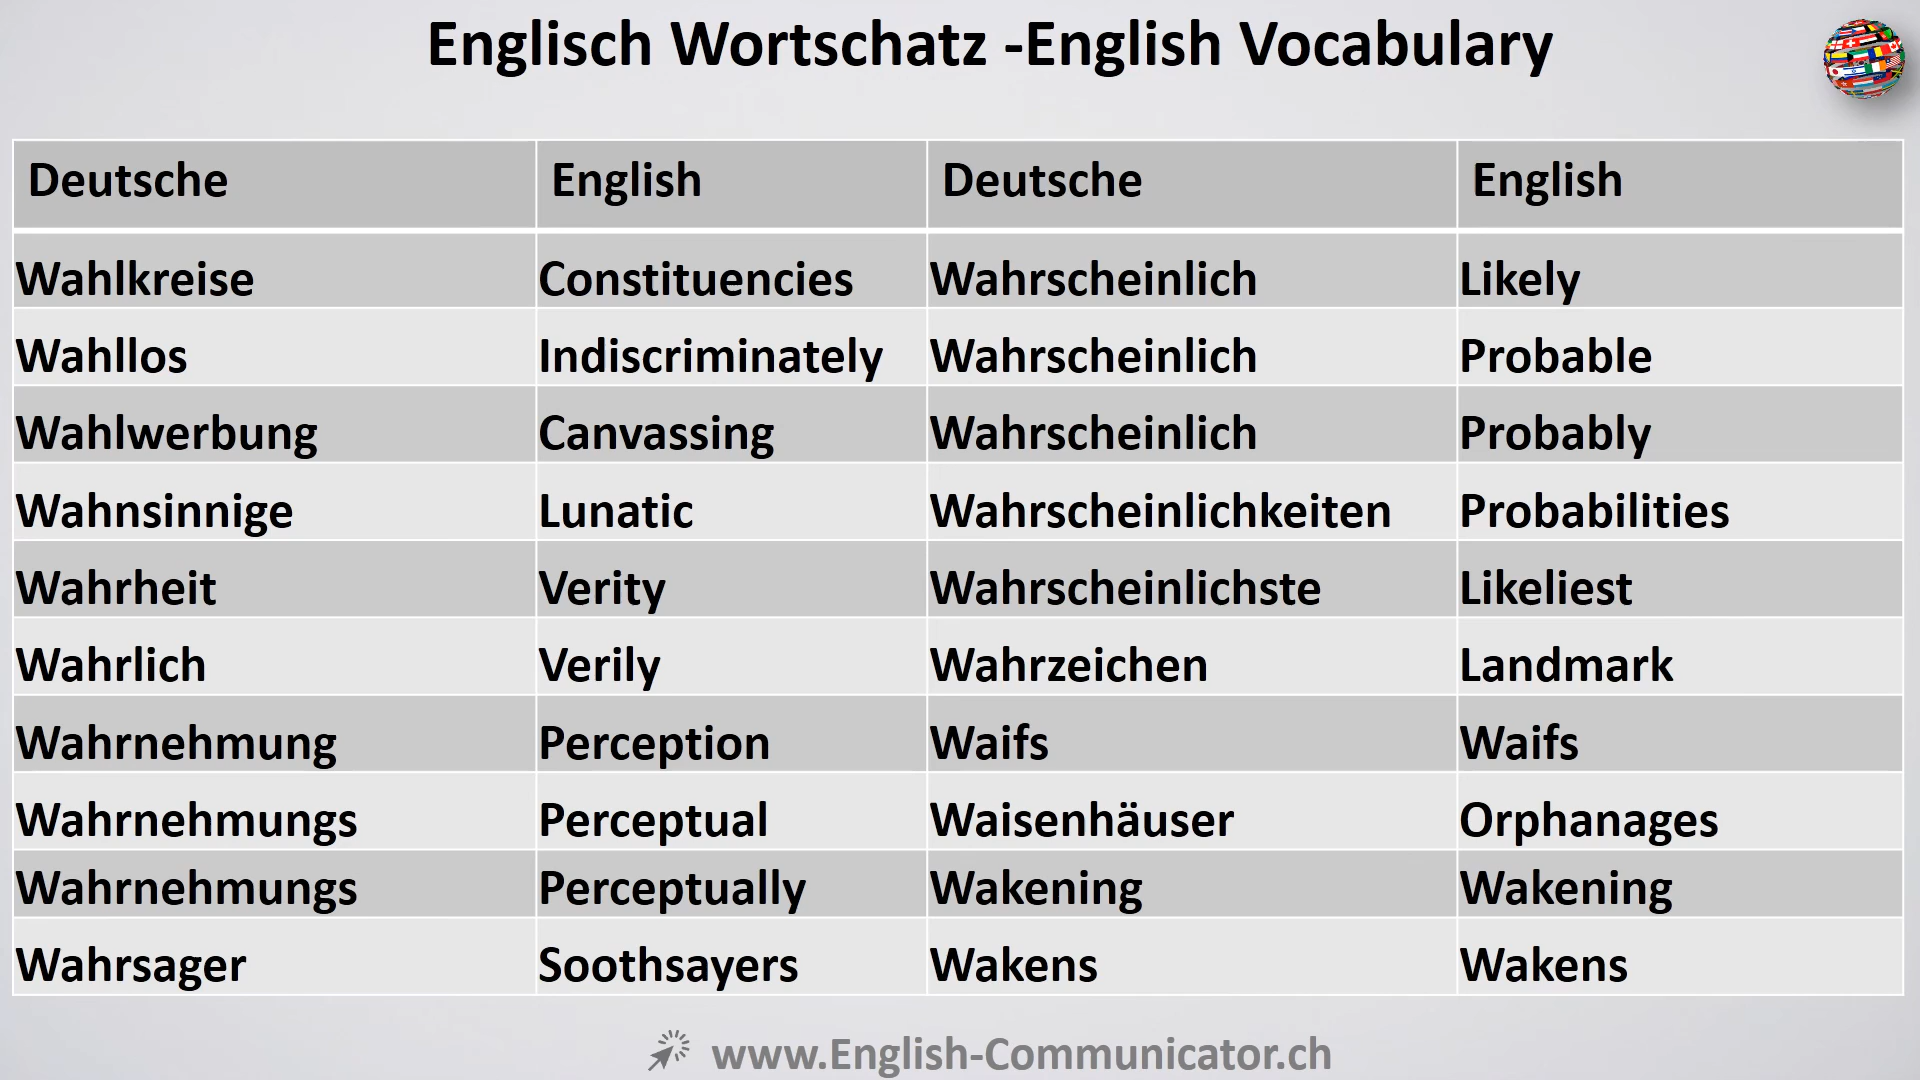 Englisch Wortschatz -English Vocabulary
Deutsche English Deutsche English
Wahlkreise Constituencies Wahrscheinlich Likely
Wahllos Indiscriminately Wahrscheinlich Probable
Wahlwerbung Canvassing Wahrscheinlich Probably
Wahnsinnige Lunatic Wahrscheinlichkeiten Probabilities
Wahrheit Verity Wahrscheinlichste Likeliest
Wahrlich Verily Wahrzeichen Landmark
Wahrnehmung Perception Waifs Waifs
Wahrnehmungs Perceptual Waisenhäuser Orphanages
Wahrnehmungs Perceptually Wakening Wakening
Wahrsager Soothsayers Wakens Wakens
www.English-Communicator.ch